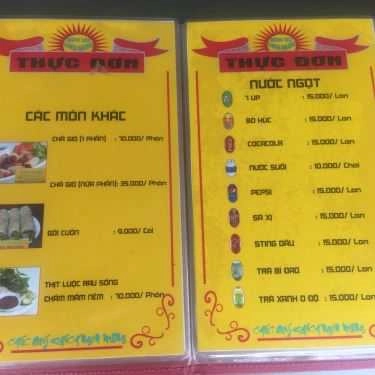 THỰC ĐƠN
CÁC MÓN KHÁC
CHẢ GIÒ (1 PHẦN) : 70.000/ Phần
CHẢ GIÒ (NỬA PHẦN): 35.000/ Phần
GỎI CUỐN : 9.000/ Cái
THỊT LUỘC RAU SỐNG
CHẤM MẮM NÊM : 70.000/ Phần
THỰC ĐƠN
NƯỚC NGỌT
7 UP : 15.000/ Lon
BÒ HÚC : 15.000/ Lon
COCACOLA : 15.000/ Lon
NƯỚC SUỐI : 10.000/ Chai
PEPSI : 15.000/ Lon
SÁ XỊ : 15.000/ Lon
STING DÂU : 15.000/ Lon
TRÀ BÍ ĐAO : 15.000/ Lon
TRÀ XANH O ĐỘ : 15.000/ Lon